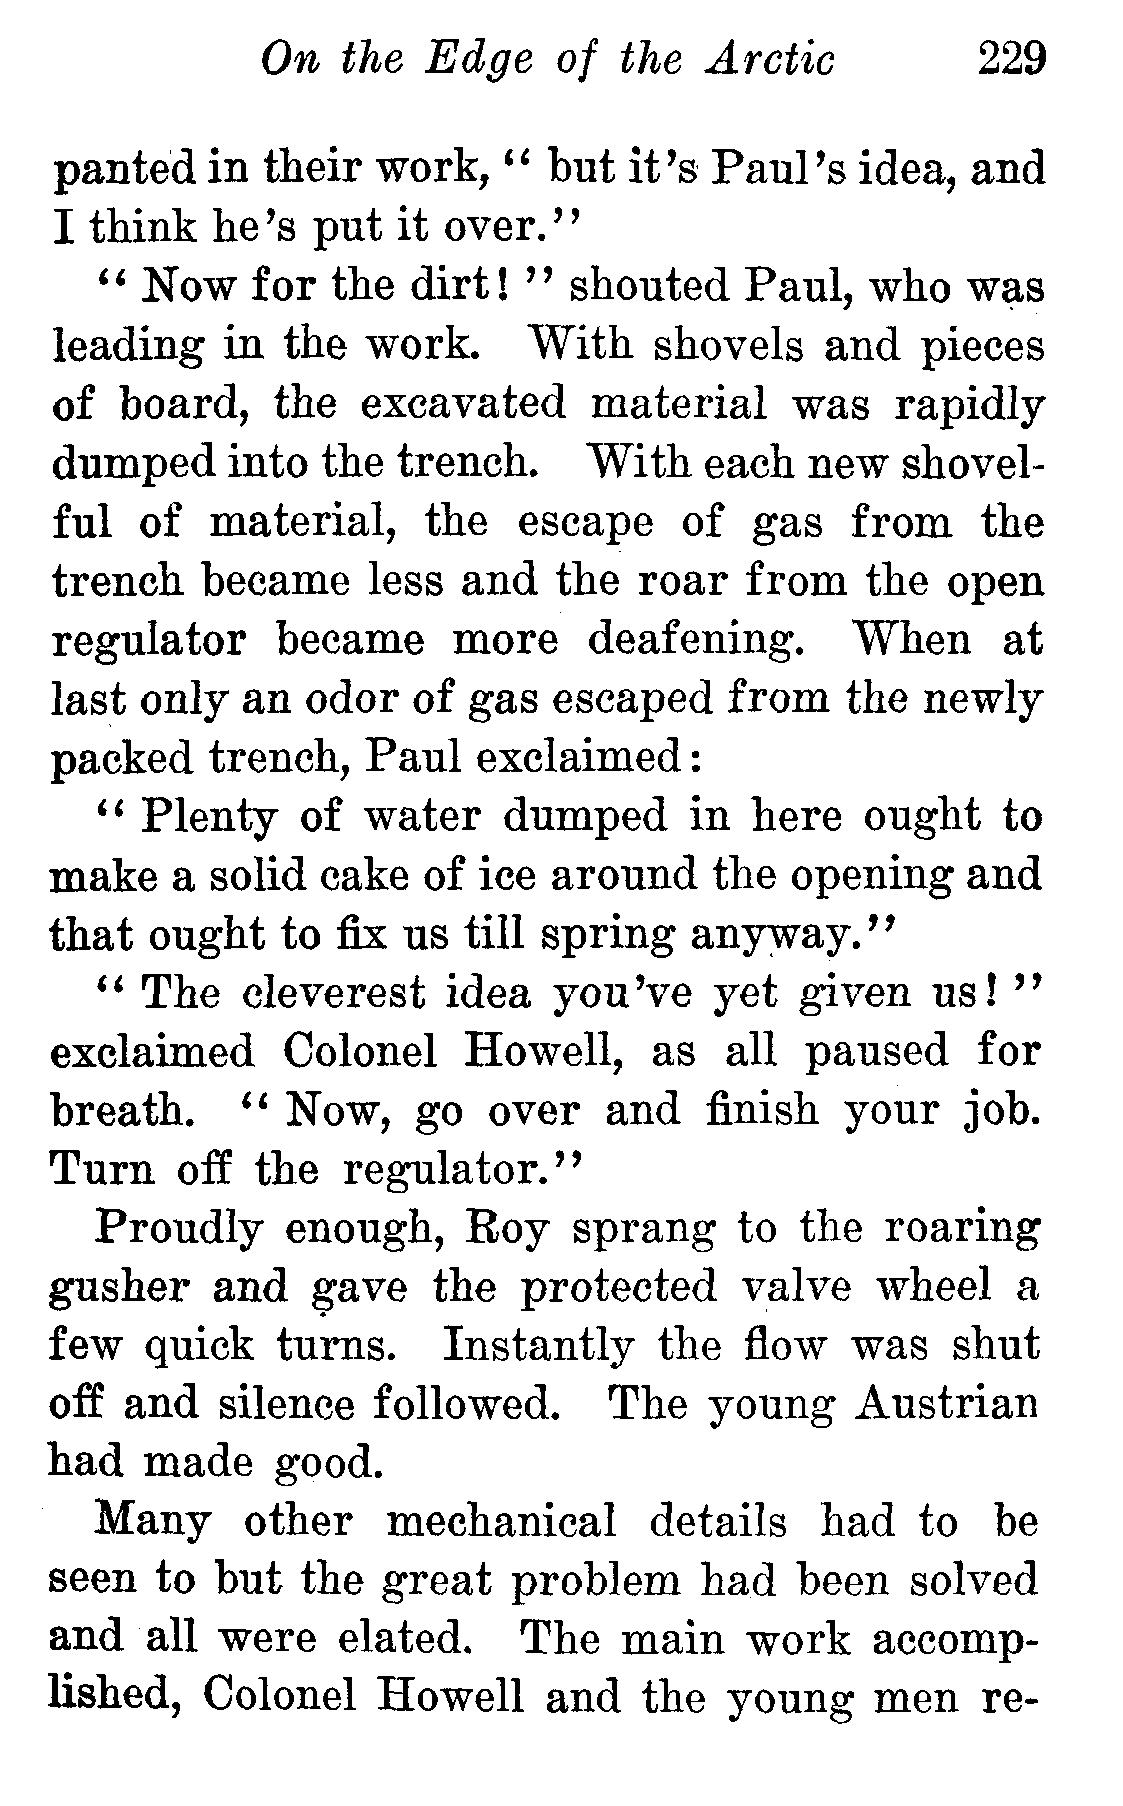 On the Edge of the Arctic 229
panted in their work, “ but it’s Paul’s idea, and
I think he’s put it over.”
“ Now for the dirt! ” shouted Paul, who was
leading in the work. With shovels and pieces
of board, the excavated material was rapidly
dumped into the trench. With each new shovel-
ful of material, the escape of gas from the
trench became less and the roar from the open
regulator became more deafening. When at
last only an odor of gas escaped from the newly
packed trench, Paul exclaimed:
“ Plenty of water dumped in here ought to
make a solid cake of ice around the opening and
that ought to fix us till spring anyway.”
“ The cleverest idea you’ve yet given us! ”
exclaimed Colonel Howell, as all paused for
breath. “ Now, go over and finish your job.
Turn off the regulator.”
Proudly enough, Roy sprang to the roaring
gusher and gave the protected valve wheel a
few quick turns. Instantly the flow was shut
off and silence followed. The young Austrian
had made good.
Many other mechanical details had to be
seen to but the great problem had been solved
and all were elated. The main work accomp-
lished, Colonel Howell and the young men re-